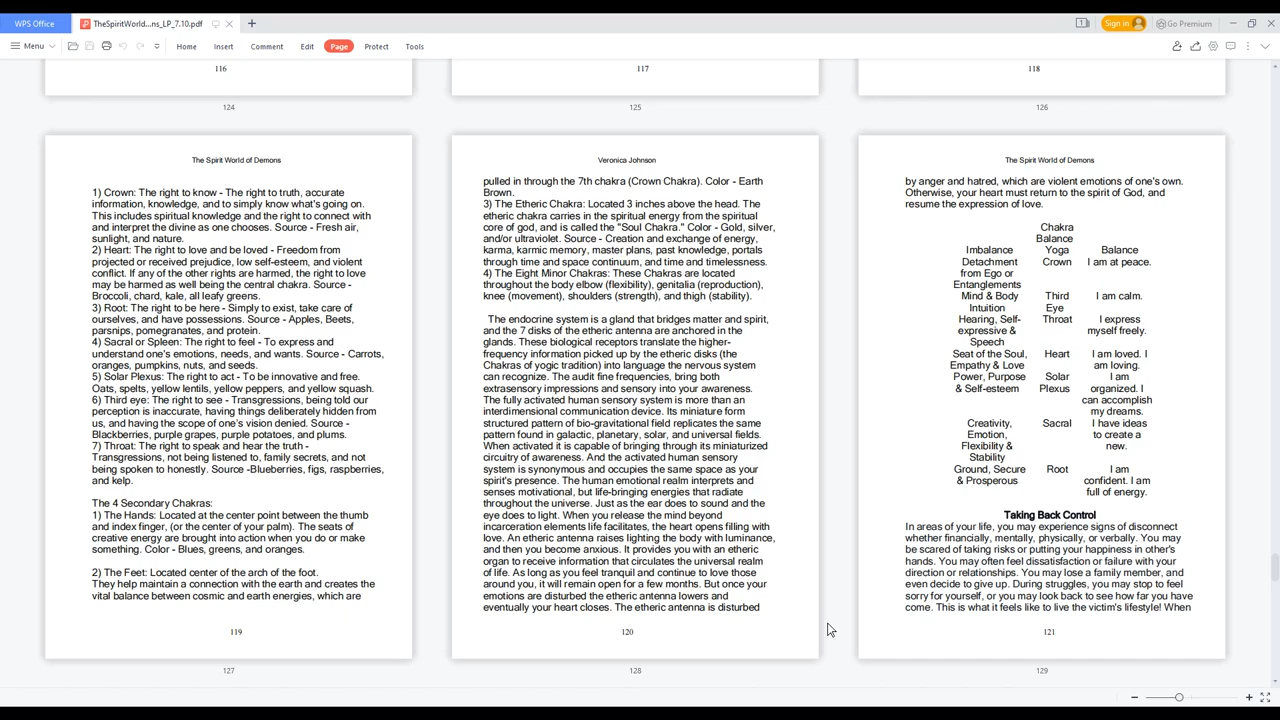 WPS Office
TheSpiritWorld...ns_LP_7.10.pdf
1
Sign in
Go Premium
Menu
Home
Insert
Comment
Edit
Page
Protect
Tools
116
117
118
124
125
126
The Spirit World of Demons
1) Crown: The right to know - The right to truth, accurate
information, knowledge, and to simply know what's going on.
This includes spiritual knowledge and the right to connect with
and interpret the divine as one chooses. Source - Fresh air,
sunlight, and nature.
2) Heart: The right to love and be loved - Freedom from
projected or received prejudice, low self-esteem, and violent
conflict. If any of the other rights are harmed, the right to love
may be harmed as well being the central chakra. Source -
Broccoli, chard, kale, all leafy greens.
3) Root: The right to be here - Simply to exist, take care of
ourselves, and have possessions. Source - Apples, Beets,
parsnips, pomegranates, and protein.
4) Sacral or Spleen: The right to feel - To express and
understand one's emotions, needs, and wants. Source - Carrots,
oranges, pumpkins, nuts, and seeds.
5) Solar Plexus: The right to act - To be innovative and free.
Oats, spelts, yellow lentils, yellow peppers, and yellow squash.
6) Third eye: The right to see - Transgressions, being told our
perception is inaccurate, having things deliberately hidden from
us, and having the scope of one's vision denied. Source -
Blackberries, purple grapes, purple potatoes, and plums.
7) Throat: The right to speak and hear the truth -
Transgressions, not being listened to, family secrets, and not
being spoken to honestly. Source -Blueberries, figs, raspberries,
and kelp.
The 4 Secondary Chakras:
1) The Hands: Located at the center point between the thumb
and index finger, (or the center of your palm). The seats of
creative energy are brought into action when you do or make
something. Color - Blues, greens, and oranges.
2) The Feet: Located center of the arch of the foot.
They help maintain a connection with the earth and creates the
vital balance between cosmic and earth energies, which are
119
127
Veronica Johnson
pulled in through the 7th chakra (Crown Chakra). Color - Earth
Brown.
3) The Etheric Chakra: Located 3 inches above the head. The
etheric chakra carries in the spiritual energy from the spiritual
core of god, and is called the "Soul Chakra." Color - Gold, silver,
and/or ultraviolet. Source - Creation and exchange of energy,
karma, karmic memory, master plans, past knowledge, portals
through time and space continuum, and time and timelessness.
4) The Eight Minor Chakras: These Chakras are located
throughout the body elbow (flexibility), genitalia (reproduction),
knee (movement), shoulders (strength), and thigh (stability).
The endocrine system is a gland that bridges matter and spirit,
and the 7 disks of the etheric antenna are anchored in the
glands. These biological receptors translate the higher-
frequency information picked up by the etheric disks (the
Chakras of yogic tradition) into language the nervous system
can recognize. The audit fine frequencies, bring both
extrasensory impressions and sensory into your awareness.
The fully activated human sensory system is more than an
interdimensional communication device. Its miniature form
structured pattern of bio-gravitational field replicates the same
pattern found in galactic, planetary, solar, and universal fields.
When activated it is capable of bringing through its miniaturized
circuitry of awareness. And the activated human sensory
system is synonymous and occupies the same space as your
spirit's presence. The human emotional realm interprets and
senses motivational, but life-bringing energies that radiate
throughout the universe. Just as the ear does to sound and the
eye does to light. When you release the mind beyond
incarceration elements life facilitates, the heart opens filling with
love. An etheric antenna raises lighting the body with luminance,
and then you become anxious. It provides you with an etheric
organ to receive information that circulates the universal realm
of life. As long as you feel tranquil and continue to love those
around you, it will remain open for a few months. But once your
emotions are disturbed the etheric antenna lowers and
eventually your heart closes. The etheric antenna is disturbed
120
128
The Spirit World of Demons
by anger and hatred, which are violent emotions of one's own.
Otherwise, your heart must return to the spirit of God, and
resume the expression of love.
Chakra
Balance
Imbalance Yoga Balance
Detachment Crown I am at peace.
from Ego or
Entanglements
Mind & Body Third I am calm.
Intuition Eye
Hearing, Self- Throat I express
expressive & myself freely.
Speech
Seat of the Soul, Heart I am loved. I
Empathy & Love am loving.
Power, Purpose Solar I am
& Self-esteem Plexus organized. I
can accomplish
my dreams.
Creativity, Sacral I have ideas
Emotion, to create a
Flexibility & new.
Stability
Ground, Secure Root I am
& Prosperous confident. I am
full of energy.
Taking Back Control
In areas of your life, you may experience signs of disconnect
whether financially, mentally, physically, or verbally. You may
be scared of taking risks or putting your happiness in other's
hands. You may often feel dissatisfaction or failure with your
direction or relationships. You may lose a family member, and
even decide to give up. During struggles, you may stop to feel
sorry for yourself, or you may look back to see how far you have
come. This is what it feels like to live the victim's lifestyle! When
121
129